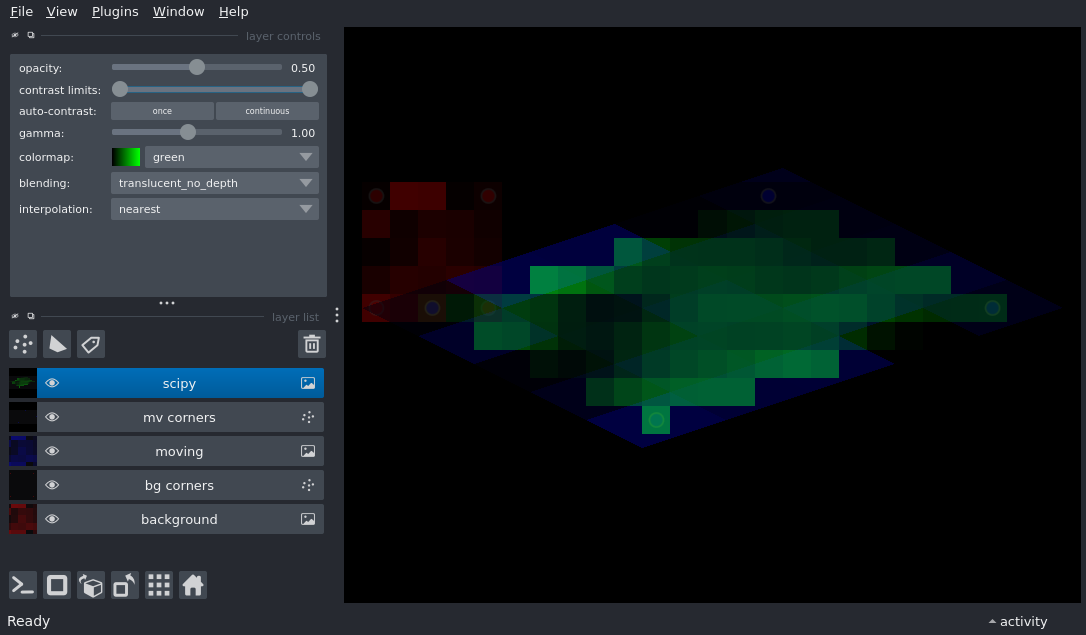 File View Plugins Window Help
layer controls
opacity: 0.50
contrast limits:
auto-contrast: once continuous
gamma: 1.00
colormap: green
blending: translucent_no_depth
interpolation: nearest
layer list
scipy
mv corners
moving
bg corners
background
Ready
activity